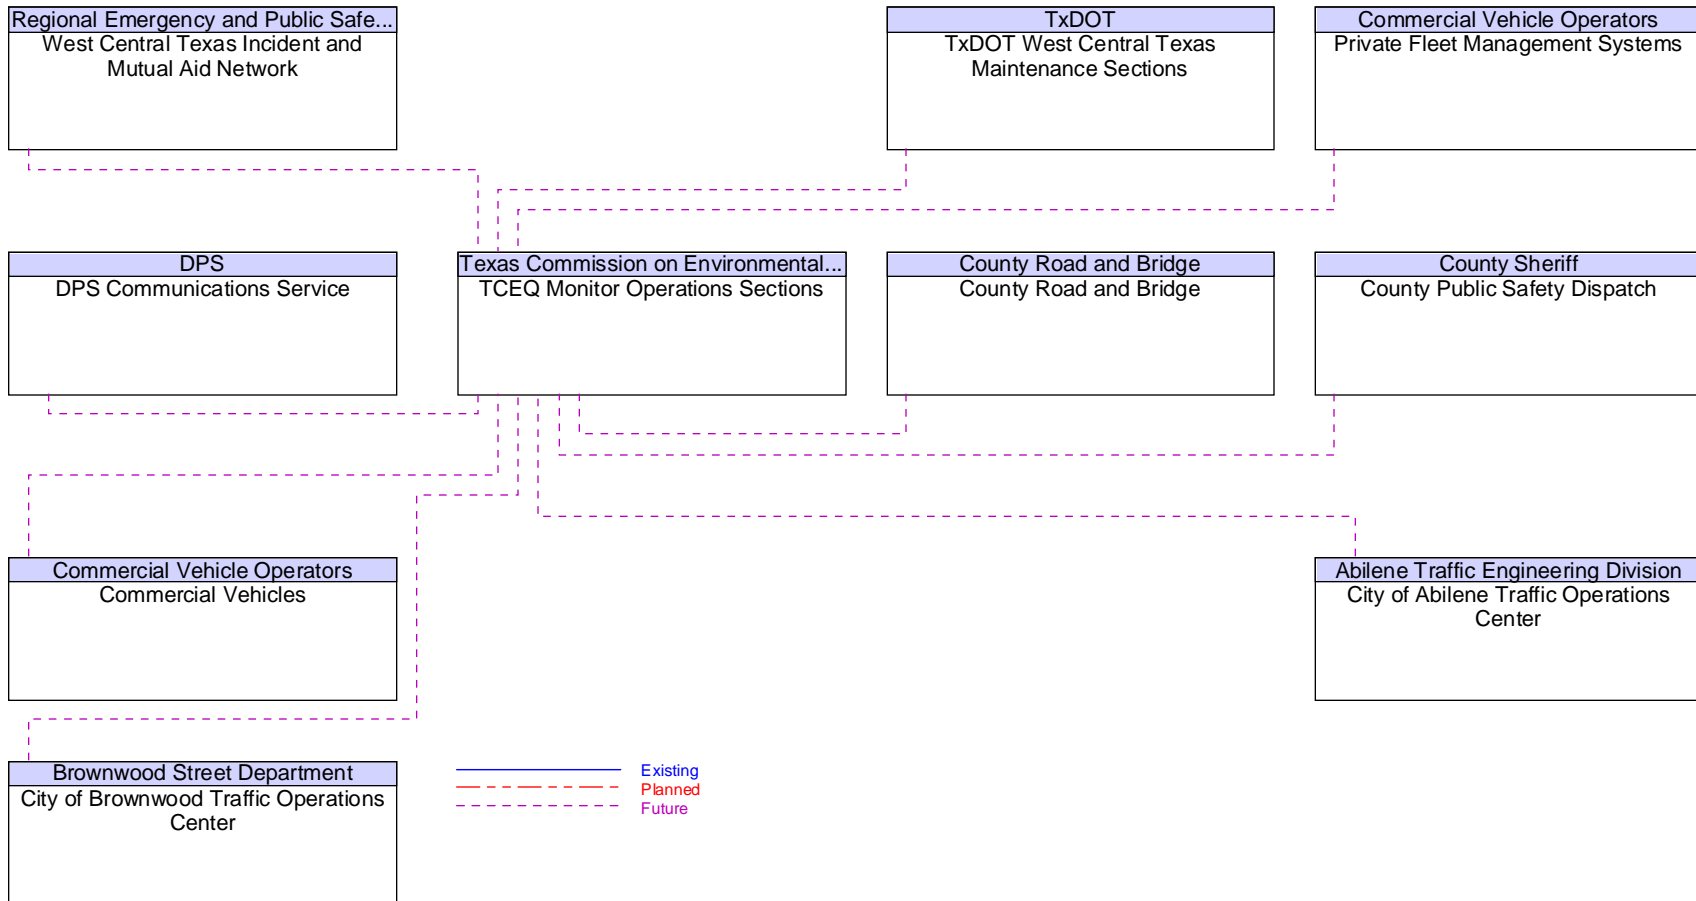 Regional Emergency and Public Safe...
West Central Texas Incident and
Mutual Aid Network
TxDOT
TxDOT West Central Texas
Maintenance Sections
Commercial Vehicle Operators
Private Fleet Management Systems
DPS
DPS Communications Service
Texas Commission on Environmental...
TCEQ Monitor Operations Sections
County Road and Bridge
County Road and Bridge
County Sheriff
County Public Safety Dispatch
Commercial Vehicle Operators
Commercial Vehicles
Abilene Traffic Engineering Division
City of Abilene Traffic Operations
Center
Brownwood Street Department
City of Brownwood Traffic Operations
Center
Existing
Planned
Future